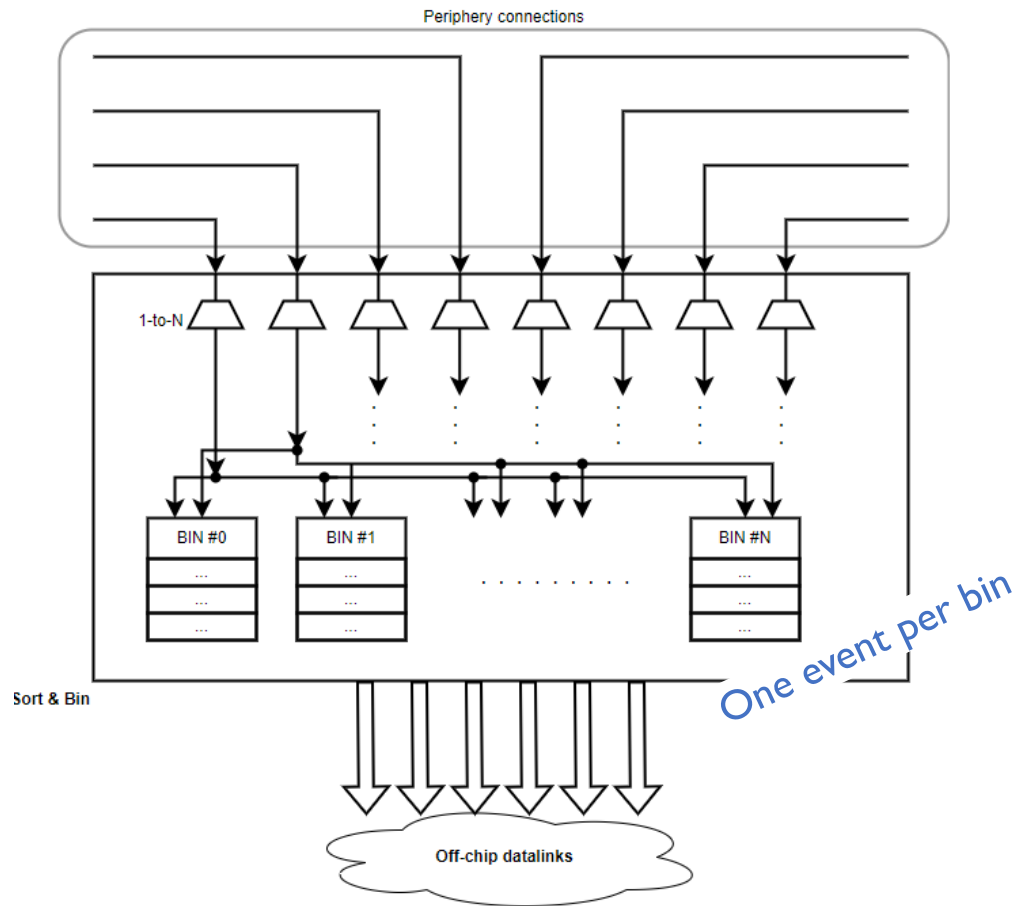 Periphery connections
1-to-N
BIN #0 BIN #1 BIN #N
... ... ...
... ... ...
... ... ...
One event per bin
Sort & Bin
Off-chip datalinks